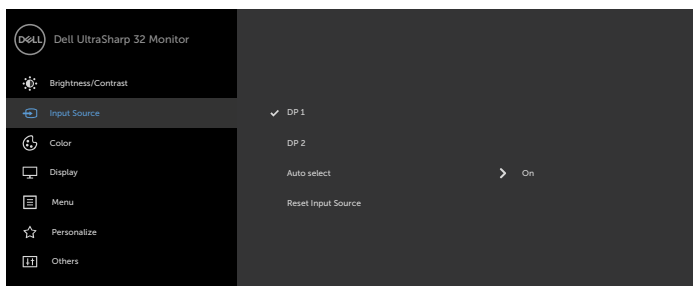 DELL
Dell UltraSharp 32 Monitor
Brightness/Contrast
Input Source
Color
Display
Menu
Personalize
Others
DP 1
DP 2
Auto select On
Reset Input Source